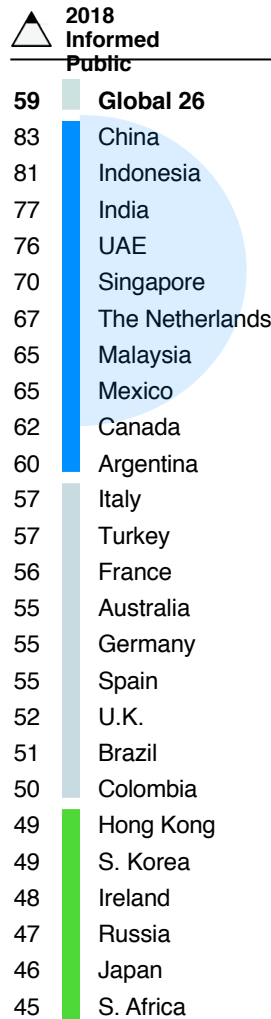 2018
Informed
Public
59 Global 26
83 China
81 Indonesia
77 India
76 UAE
70 Singapore
67 The Netherlands
65 Malaysia
65 Mexico
62 Canada
60 Argentina
57 Italy
57 Turkey
56 France
55 Australia
55 Germany
55 Spain
52 U.K.
51 Brazil
50 Colombia
49 Hong Kong
49 S. Korea
48 Ireland
47 Russia
46 Japan
45 S. Africa